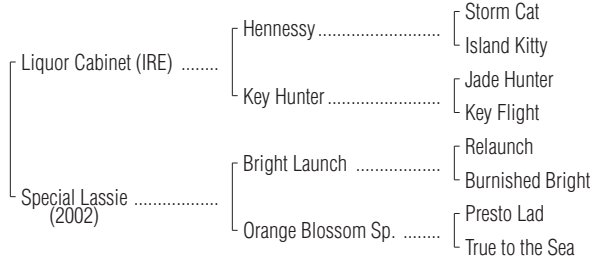 Storm Cat
Hennessy........................
Island Kitty
Liquor Cabinet (IRE) ........
Jade Hunter
Key Hunter......................
Key Flight
Relaunch
Bright Launch ................
Burnished Bright
Special Lassie ................
(2002)
Presto Lad
Orange Blossom Sp. .......
True to the Sea